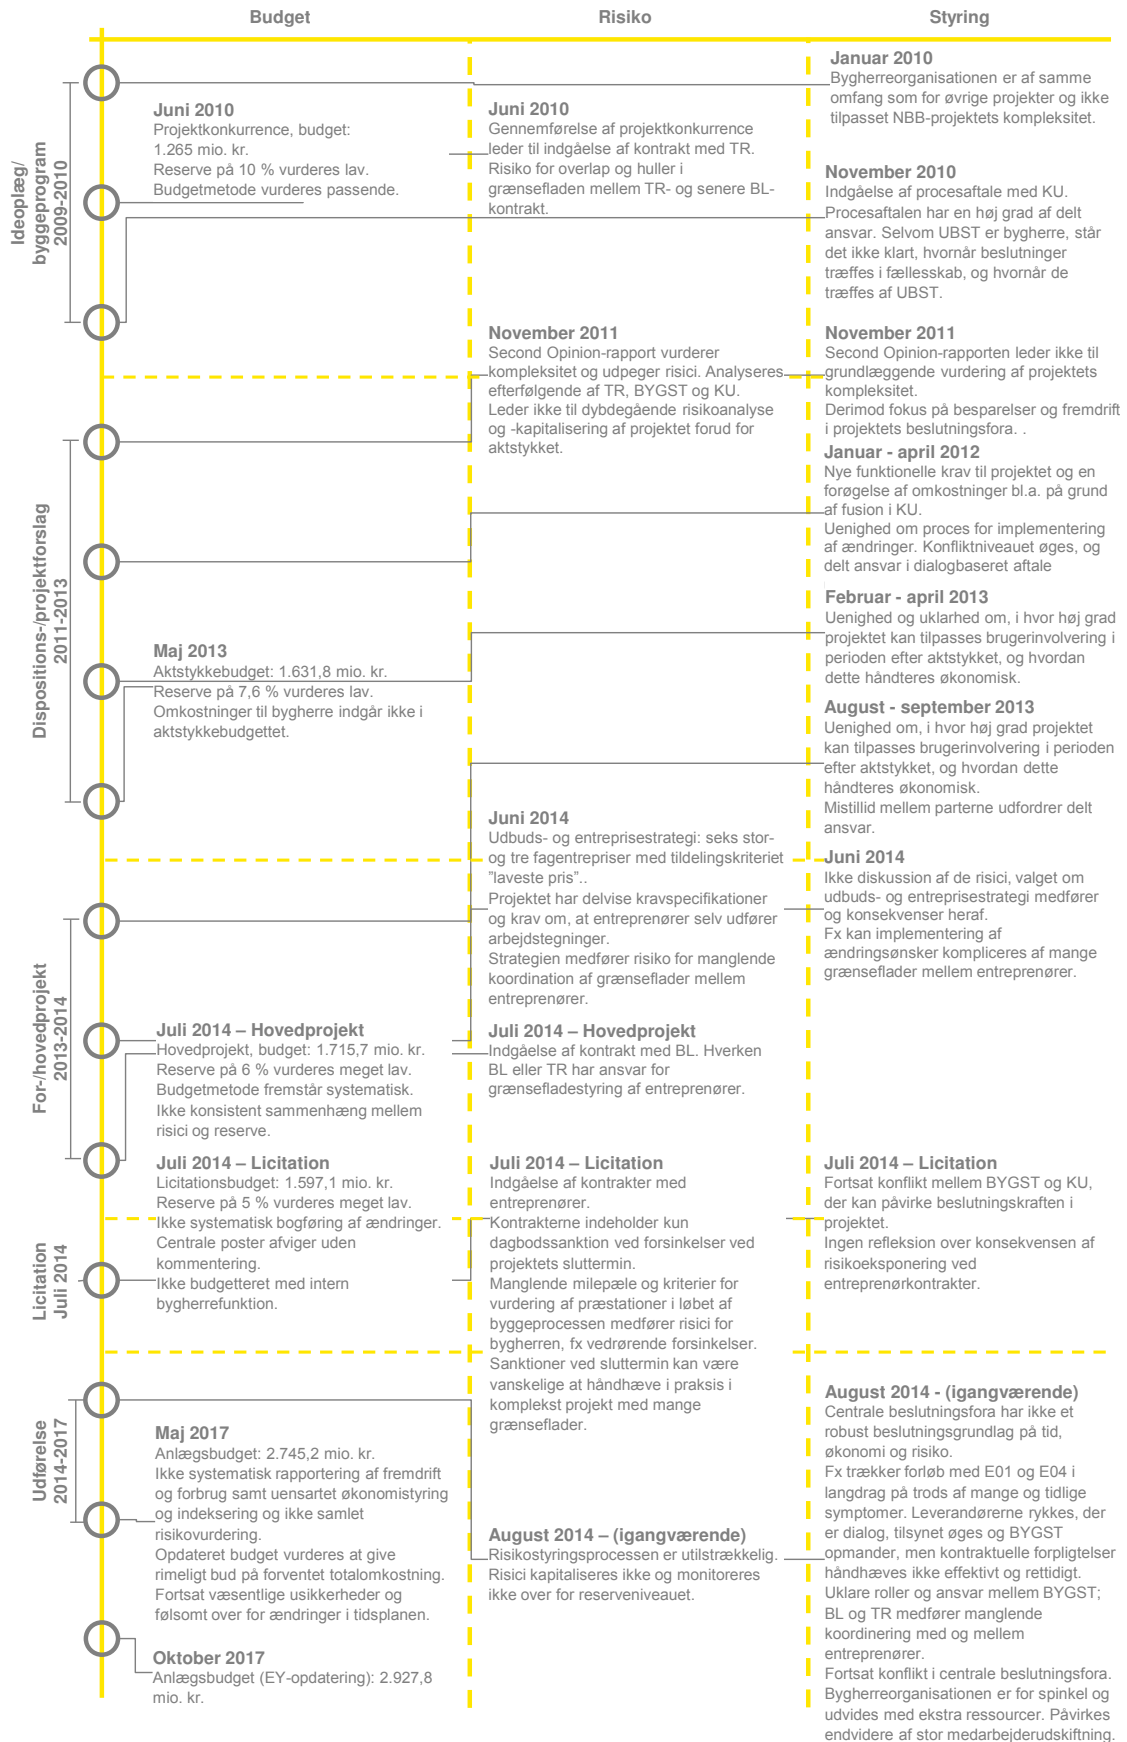 Budget
Risiko
Styring
Ideoplæg/
byggeprogram
2009-2010
Juni 2010
Projektkonkurrence, budget:
1.265 mio. kr.
Reserve på 10 % vurderes lav.
Budgetmetode vurderes passende.
Juni 2010
Gennemførelse af projektkonkurrence
leder til indgåelse af kontrakt med TR.
Risiko for overlap og huller i
grænsefladen mellem TR- og senere BL-
kontrakt.
Januar 2010
Bygherreorganisationen er af samme
omfang som for øvrige projekter og ikke
tilpasset NBB-projektets kompleksitet.
November 2010
Indgåelse af procesaftale med KU.
Procesaftalen har en høj grad af delt
ansvar. Selvom UBST er bygherre, står
det ikke klart, hvornår beslutninger
træffes i fællesskab, og hvornår de
træffes af UBST.
Dispositions-/projektforslag
2011-2013
November 2011
Second Opinion-rapport vurderer
kompleksitet og udpeger risici. Analyseres
efterfølgende af TR, BYGST og KU.
Leder ikke til dybdegående risikoanalyse
og -kapitalisering af projektet forud for
aktstykket.
November 2011
Second Opinion-rapporten leder ikke til
grundlæggende vurdering af projektets
kompleksitet.
Derimod fokus på besparelser og fremdrift
i projektets beslutningsfora. .
Januar - april 2012
Nye funktionelle krav til projektet og en
forøgelse af omkostninger bl.a. på grund
af fusion i KU.
Uenighed om proces for implementering
af ændringer. Konfliktniveauet øges, og
delt ansvar i dialogbaseret aftale
Februar - april 2013
Uenighed og uklarhed om, i hvor høj grad
projektet kan tilpasses brugerinvolvering i
perioden efter aktstykket, og hvordan
dette håndteres økonomisk.
Maj 2013
Aktstykkebudget: 1.631,8 mio. kr.
Reserve på 7,6 % vurderes lav.
Omkostninger til bygherre indgår ikke i
aktstykkebudgettet.
August - september 2013
Uenighed om, i hvor høj grad projektet
kan tilpasses brugerinvolvering i perioden
efter aktstykket, og hvordan dette
håndteres økonomisk.
Mistillid mellem parterne udfordrer delt
ansvar.
For-/hovedprojekt
2013-2014
Juni 2014
Udbuds- og entreprisestrategi: seks stor-
og tre fagentrepriser med tildelingskriteriet
"laveste pris"..
Projektet har delvise kravspecifikationer
og krav om, at entreprenører selv udfører
arbejdstegninger.
Strategien medfører risiko for manglende
koordination af grænseflader mellem
entreprenører.
Juni 2014
Ikke diskussion af de risici, valget om
udbuds- og entreprisestrategi medfører
og konsekvenser heraf.
Fx kan implementering af
ændringsønsker kompliceres af mange
grænseflader mellem entreprenører.
Juli 2014 – Hovedprojekt
Hovedprojekt, budget: 1.715,7 mio. kr.
Reserve på 6 % vurderes meget lav.
Budgetmetode fremstår systematisk.
Ikke konsistent sammenhæng mellem
risici og reserve.
Juli 2014 – Hovedprojekt
Indgåelse af kontrakt med BL. Hverken
BL eller TR har ansvar for
grænsefladestyring af entreprenører.
Licitation
Juli 2014
Juli 2014 – Licitation
Licitationsbudget: 1.597,1 mio. kr.
Reserve på 5 % vurderes meget lav.
Ikke systematisk bogføring af ændringer.
Centrale poster afviger uden
kommentering.
Ikke budgetteret med intern
bygherrefunktion.
Juli 2014 – Licitation
Indgåelse af kontrakter med
entreprenører.
Kontrakterne indeholder kun
dagbodssanktion ved forsinkelser ved
projektets sluttermin.
Manglende milepæle og kriterier for
vurdering af præstationer i løbet af
byggeprocessen medfører risici for
bygherren, fx vedrørende forsinkelser.
Sanktioner ved sluttermin kan være
vanskelige at håndhæve i praksis i
komplekst projekt med mange
grænseflader.
Juli 2014 – Licitation
Fortsat konflikt mellem BYGST og KU,
der kan påvirke beslutningskraften i
projektet.
Ingen refleksion over konsekvensen af
risikoeksponering ved
entreprenørkontrakter.
Udførelse
2014-2017
Maj 2017
Anlægsbudget: 2.745,2 mio. kr.
Ikke systematisk rapportering af fremdrift
og forbrug samt uensartet økonomistyring
og indeksering og ikke samlet
risikovurdering.
Opdateret budget vurderes at give
rimeligt bud på forventet totalomkostning.
Fortsat væsentlige usikkerheder og
følsomt over for ændringer i tidsplanen.
August 2014 – (igangværende)
Risikostyringsprocessen er utilstrækkelig.
Risici kapitaliseres ikke og monitoreres
ikke over for reserveniveauet.
August 2014 - (igangværende)
Centrale beslutningsfora har ikke et
robust beslutningsgrundlag på tid,
økonomi og risiko.
Fx trækker forløb med E01 og E04 i
langdrag på trods af mange og tidlige
symptomer. Leverandørerne rykkes, der
er dialog, tilsynet øges og BYGST
opmander, men kontraktuelle forpligtelser
håndhæves ikke effektivt og rettidigt.
Uklare roller og ansvar mellem BYGST;
BL og TR medfører manglende
koordinering med og mellem
entreprenører.
Fortsat konflikt i centrale beslutningsfora.
Bygherreorganisationen er for spinkel og
udvides med ekstra ressourcer. Påvirkes
endvidere af stor medarbejderudskiftning.
Oktober 2017
Anlægsbudget (EY-opdatering): 2.927,8
mio. kr.